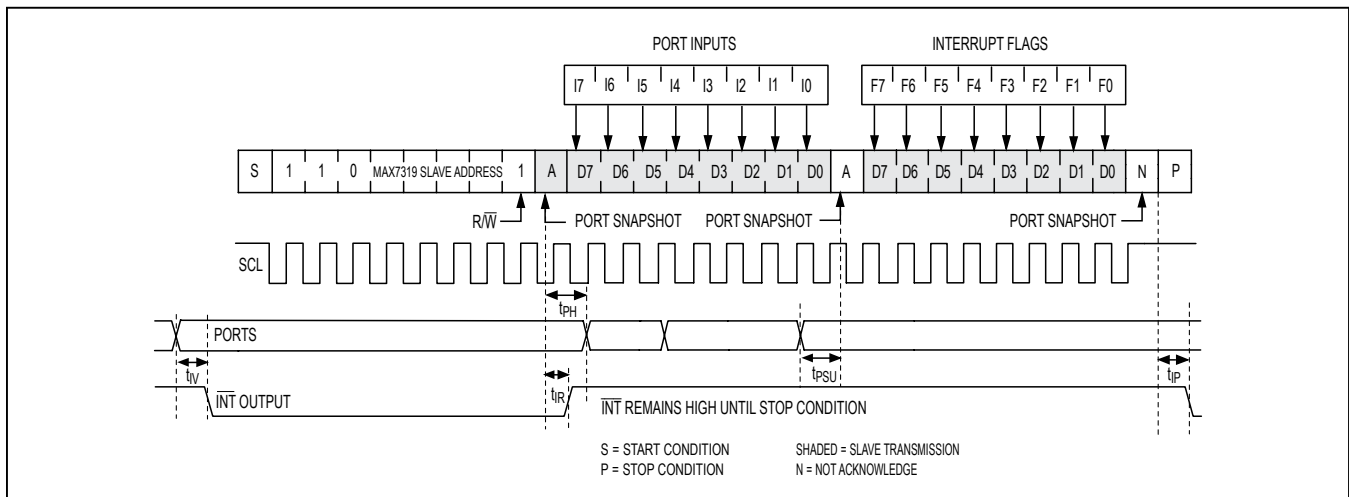 PORT INPUTS INTERRUPT FLAGS
I7 I6 I5 I4 I3 I2 I1 I0 F7 F6 F5 F4 F3 F2 F1 F0
S 1 1 0 MAX7319 SLAVE ADDRESS 1 A D7 D6 D5 D4 D3 D2 D1 D0 A D7 D6 D5 D4 D3 D2 D1 D0 N P
R/W̅ PORT SNAPSHOT PORT SNAPSHOT PORT SNAPSHOT
SCL
tPH
PORTS
tIV tPSU tIP
tIR
I̅N̅T̅ OUTPUT I̅N̅T̅ REMAINS HIGH UNTIL STOP CONDITION
S = START CONDITION SHADED = SLAVE TRANSMISSION
P = STOP CONDITION N = NOT ACKNOWLEDGE